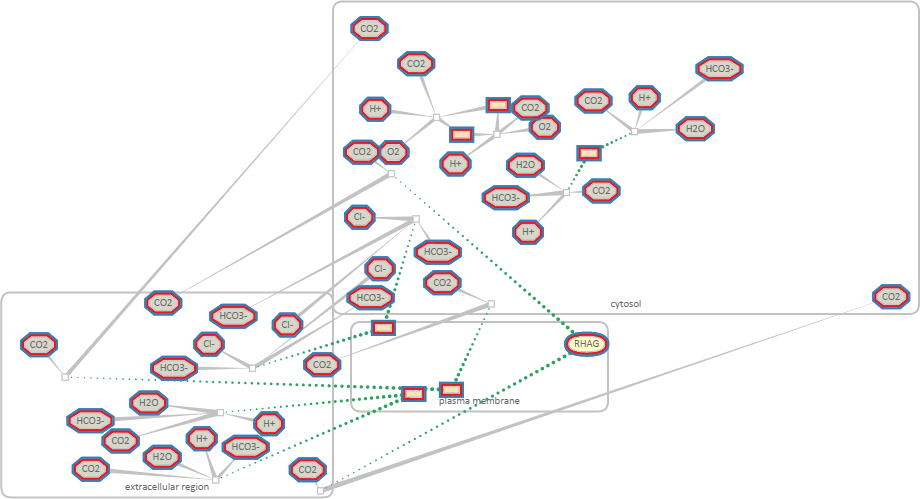 CO2
CO2
HCO3-
H+
CO2
H+
CO2
O2
H2O
CO2
O2
H+
H2O
HCO3-
CO2
Cl-
H+
HCO3-
Cl-
CO2
HCO3-
CO2
CO2
cytosol
HCO3-
Cl-
CO2
Cl-
RHAG
HCO3-
CO2
H2O
plasma membrane
HCO3-
H+
CO2
H+
HCO3-
H2O
CO2
CO2
extracellular region